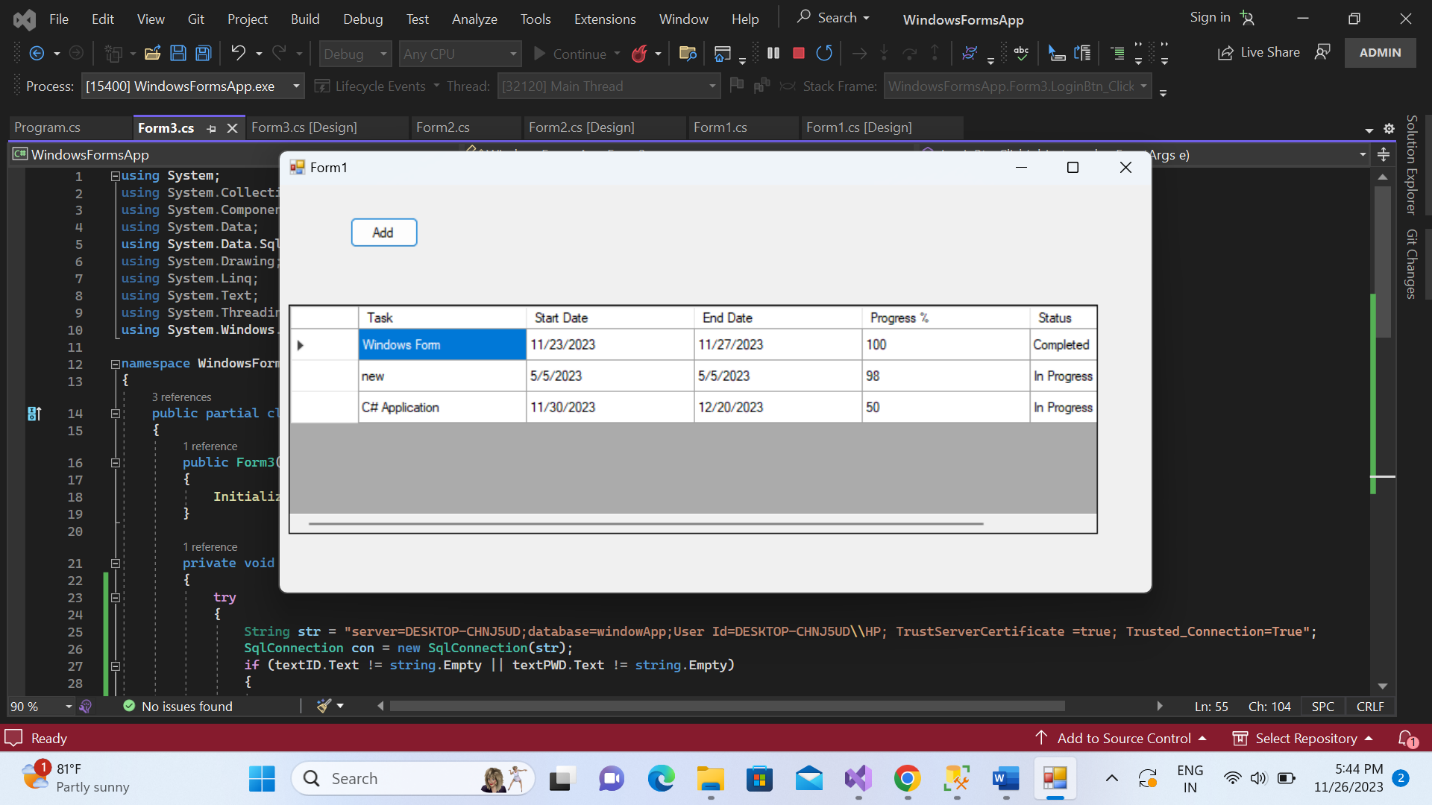 File Edit View Git Project Build Debug Test Analyze Tools Extensions Window Help Search WindowsFormsApp Sign in
Debug Any CPU Continue abc Live Share ADMIN
Process: [15400] WindowsFormsApp.exe Lifecycle Events Thread: [32120] Main Thread Stack Frame: WindowsFormsApp.Form3.LoginBtn_Click
Program.cs Form3.cs Form3.cs [Design] Form2.cs Form2.cs [Design] Form1.cs Form1.cs [Design]
C# WindowsFormsApp Args e)
Solution Explorer
Git Changes
Form1
Add
Task Start Date End Date Progress % Status
Windows Form 11/23/2023 11/27/2023 100 Completed
new 5/5/2023 5/5/2023 98 In Progress
C# Application 11/30/2023 12/20/2023 50 In Progress
1 using System;
2 using System.Collecti
3 using System.Componen
4 using System.Data;
5 using System.Data.Sql
6 using System.Drawing;
7 using System.Linq;
8 using System.Text;
9 using System.Threadin
10 using System.Windows.
11
12 namespace WindowsForm
13 {
3 references
14 public partial cl
15 {
1 reference
16 public Form3(
17 {
18 Initializ
19 }
20
1 reference
21 private void
22 {
23 try
24 {
25 String str = "server=DESKTOP-CHNJ5UD;database=windowApp;User Id=DESKTOP-CHNJ5UD\\HP; TrustServerCertificate =true; Trusted_Connection=True";
26 SqlConnection con = new SqlConnection(str);
27 if (textID.Text != string.Empty || textPWD.Text != string.Empty)
28 {
90 % No issues found Ln: 55 Ch: 104 SPC CRLF
Ready Add to Source Control Select Repository 1
1 81°F
Partly sunny
Search
ENG
IN
5:44 PM
11/26/2023
2